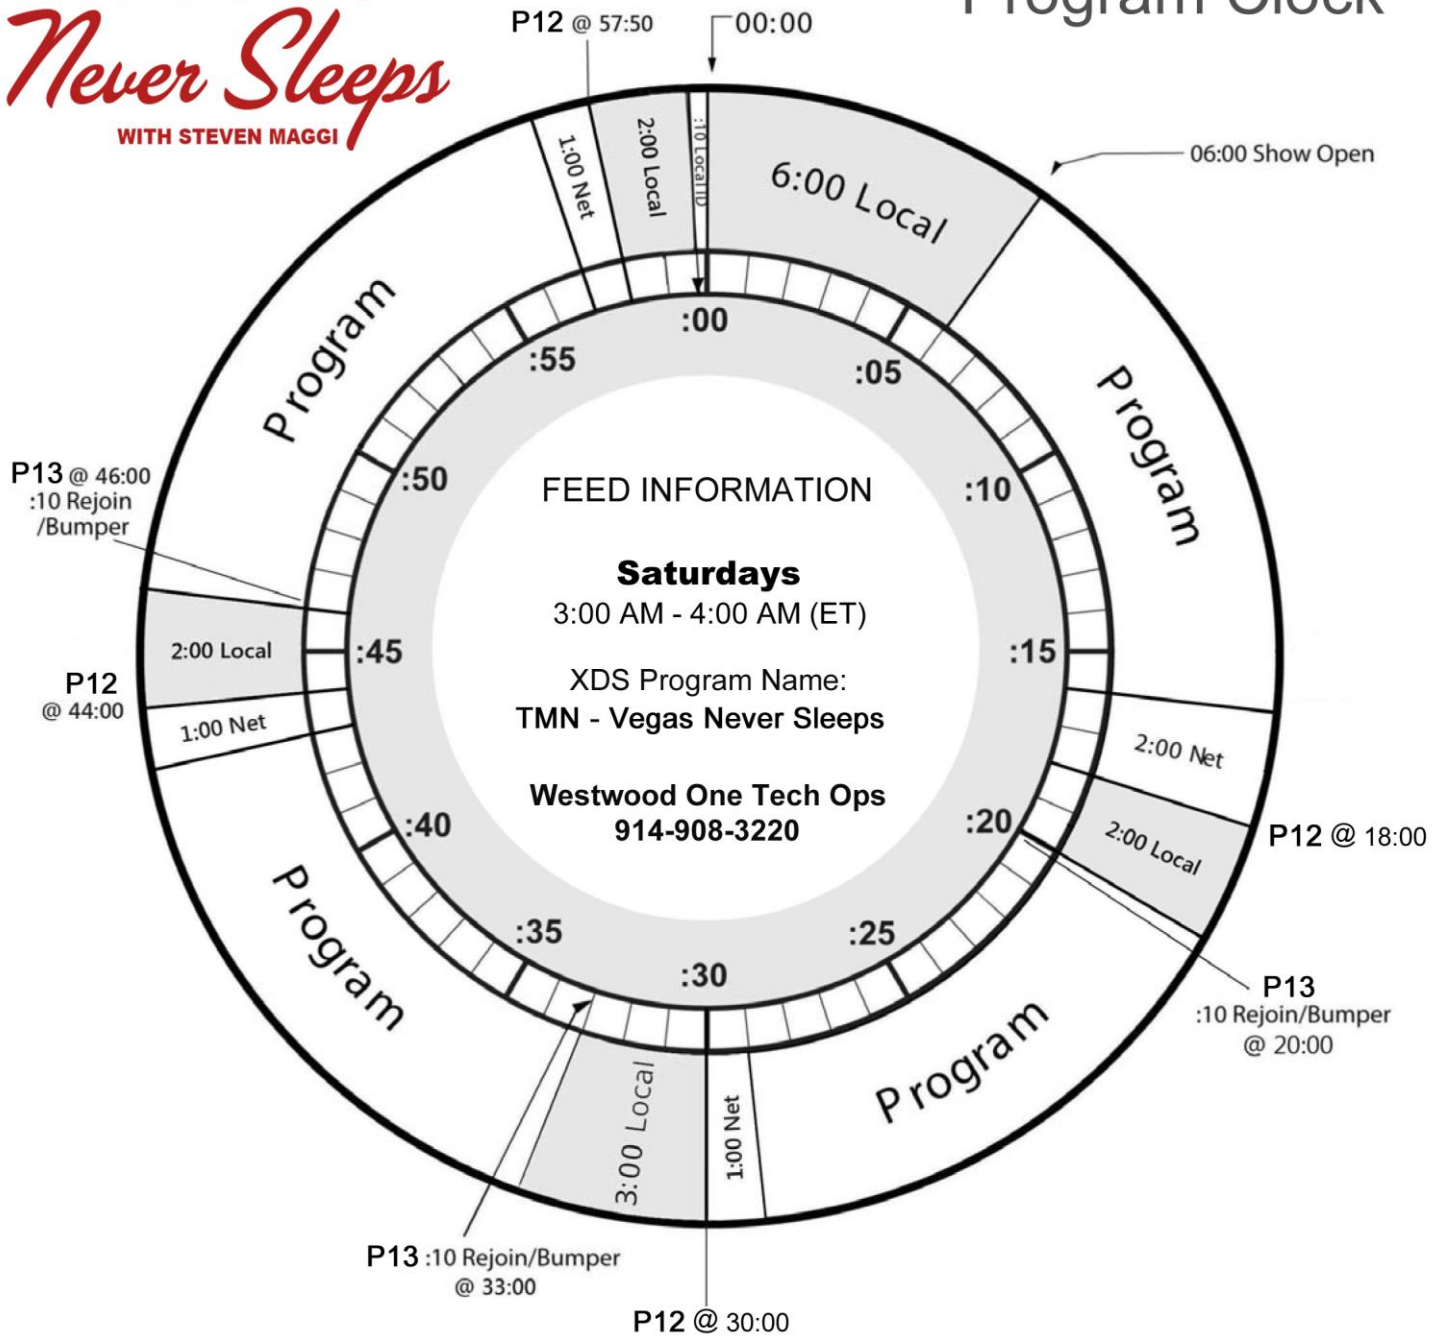 Program Clock
Never Sleeps
WITH STEVEN MAGGI
P12 @ 57:50
00:00
06:00 Show Open
1:00 Net
2:00 Local
:10 Local ID
6:00 Local
Program
Program
:00
:05
:10
:15
:20
:25
:30
:35
:40
:45
:50
:55
P13 @ 46:00
:10 Rejoin
/Bumper
2:00 Local
P12
@ 44:00
1:00 Net
FEED INFORMATION
Saturdays
3:00 AM - 4:00 AM (ET)
XDS Program Name:
TMN - Vegas Never Sleeps
Westwood One Tech Ops
914-908-3220
2:00 Net
P12 @ 18:00
2:00 Local
P13
:10 Rejoin/Bumper
@ 20:00
Program
Program
3:00 Local
1:00 Net
P13 :10 Rejoin/Bumper
@ 33:00
P12 @ 30:00